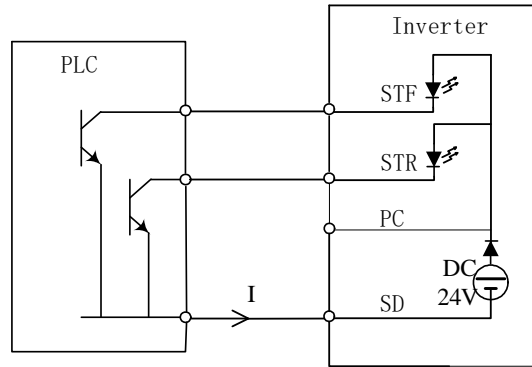 Inverter
PLC
STF
STR
PC
DC
24V
I
SD